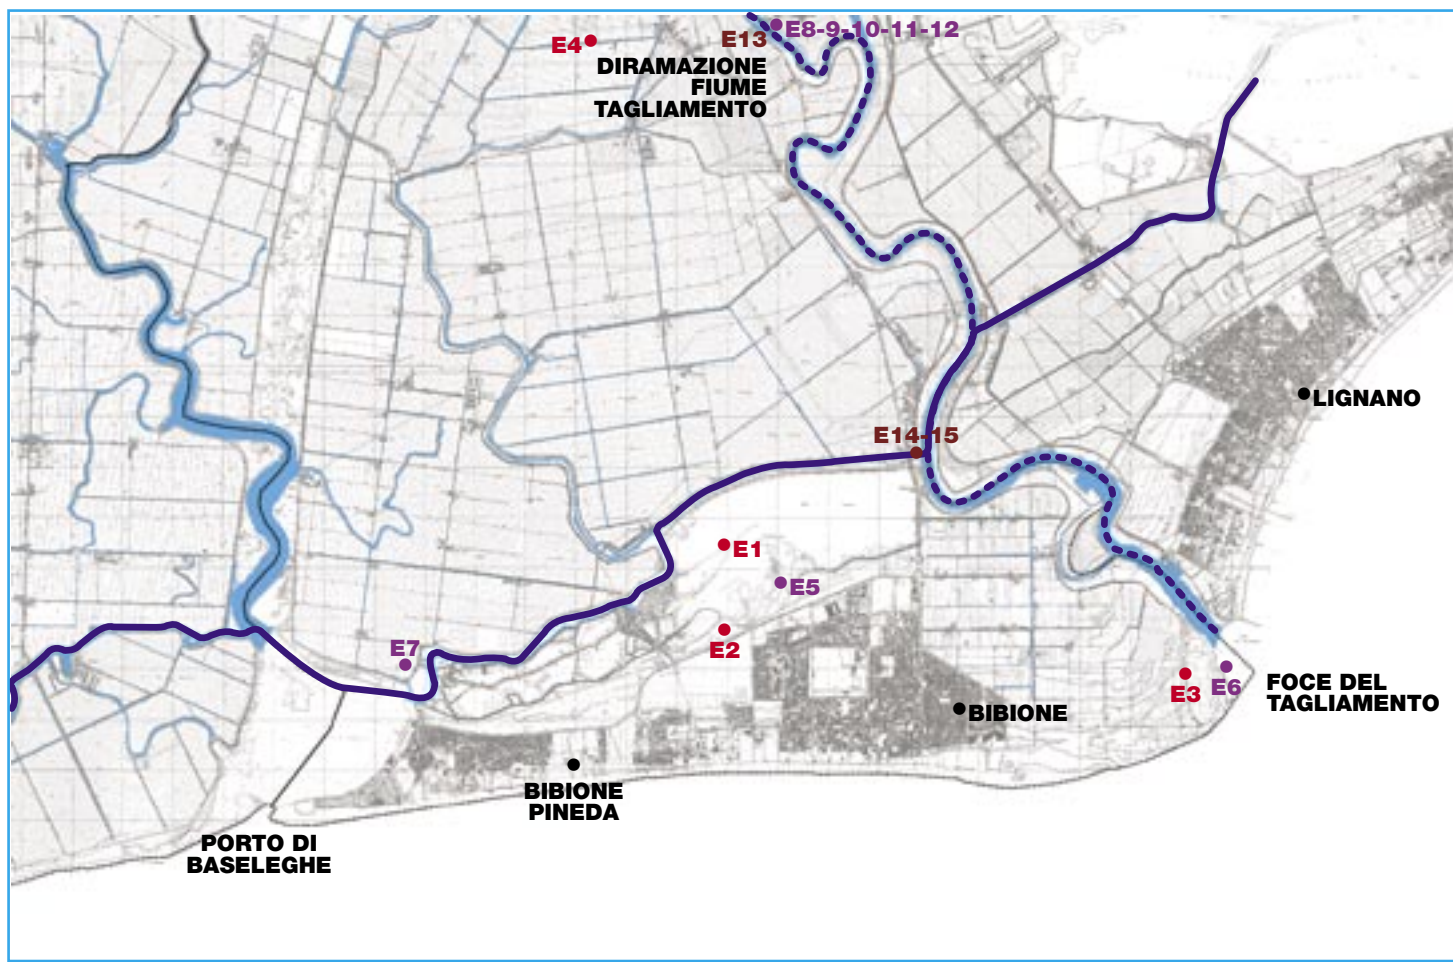 E8-9-10-11-12
E13
E4
DIRAMAZIONE
FIUME
TAGLIAMENTO
LIGNANO
E14-15
E1
E5
E2
E7
E3
E6
FOCE DEL
TAGLIAMENTO
BIBIONE
BIBIONE
PINEDA
PORTO DI
BASELEGHE